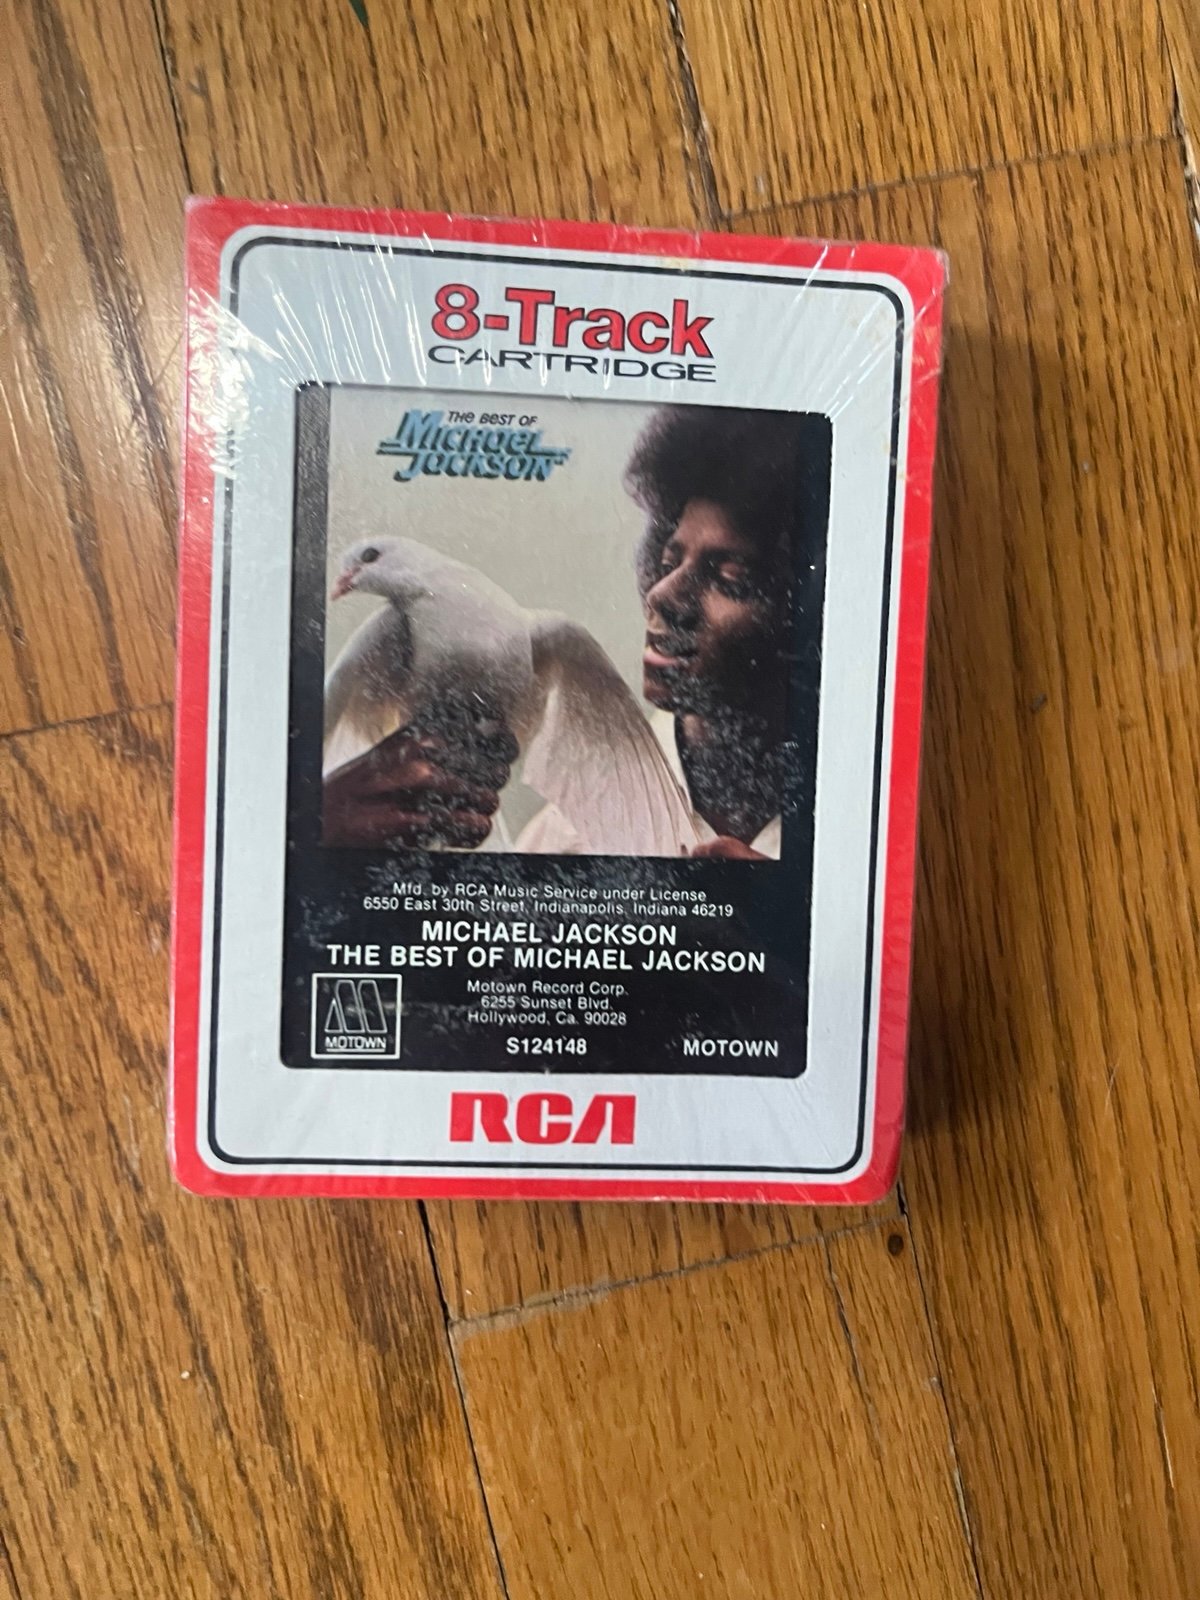 8-Track
CARTRIDGE
THE BEST OF
MICHAEL
JACKSON
Mfd. by RCA Music Service under License
6550 East 30th Street, Indianapolis, Indiana 46219
MICHAEL JACKSON
THE BEST OF MICHAEL JACKSON
Motown Record Corp.
6255 Sunset Blvd.
Hollywood, Ca. 90028
MOTOWN
S124148
MOTOWN
RCA